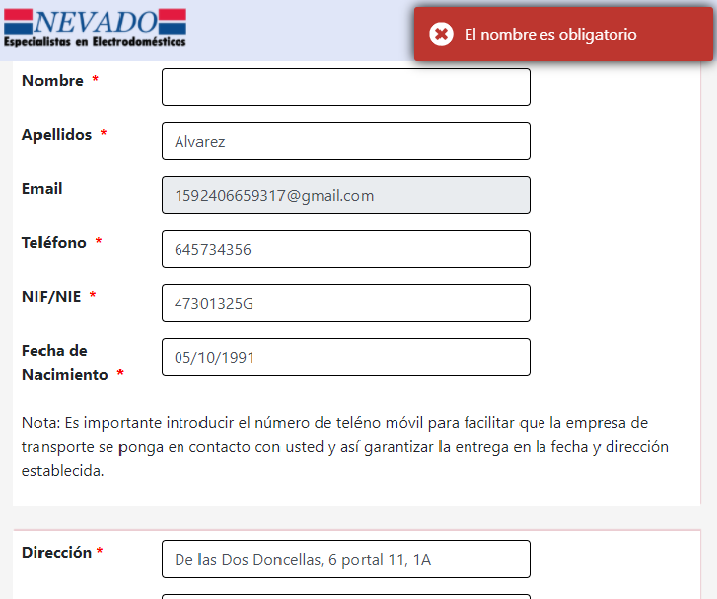 NEVADO
Especialistas en Electrodomésticos
El nombre es obligatorio
Nombre *
Apellidos *
Alvarez
Email
1592406659317@gmail.com
Teléfono *
645734356
NIF/NIE *
47301325G
Fecha de
Nacimiento *
05/10/1991
Nota: Es importante introducir el número de teléno móvil para facilitar que la empresa de
transporte se ponga en contacto con usted y así garantizar la entrega en la fecha y dirección
establecida.
Dirección *
De las Dos Doncellas, 6 portal 11, 1A